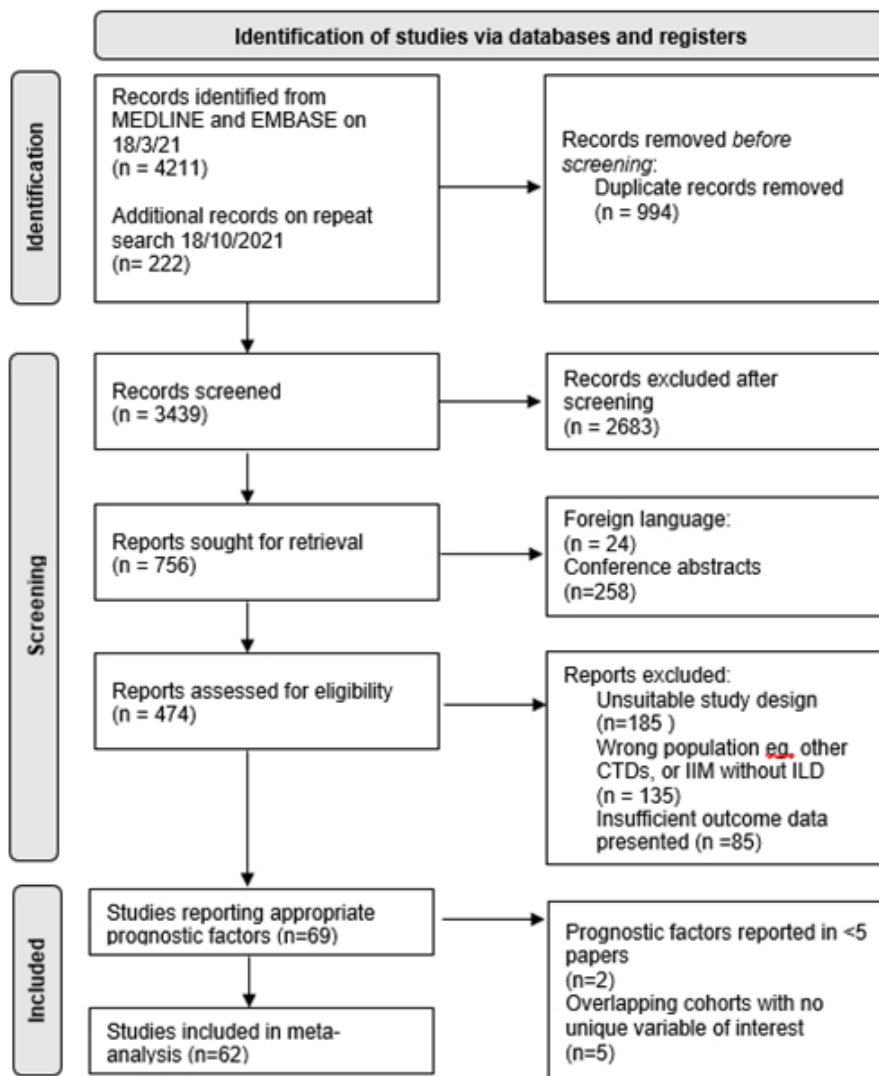 Identification of studies via databases and registers
Identification
Records identified from
MEDLINE and EMBASE on
18/3/21
(n = 4211)
Additional records on repeat
search 18/10/2021
(n= 222)
Records removed before
screening:
Duplicate records removed
(n = 994)
Screening
Records screened
(n = 3439)
Records excluded after
screening
(n = 2683)
Reports sought for retrieval
(n = 756)
Foreign language:
(n = 24)
Conference abstracts
(n=258)
Reports assessed for eligibility
(n = 474)
Reports excluded:
Unsuitable study design
(n=185 )
Wrong population eg. other
CTDs, or IIM without ILD
(n = 135)
Insufficient outcome data
presented (n =85)
Included
Studies reporting appropriate
prognostic factors (n=69)
Prognostic factors reported in <5
papers
(n=2)
Overlapping cohorts with no
unique variable of interest
(n=5)
Studies included in meta-
analysis (n=62)